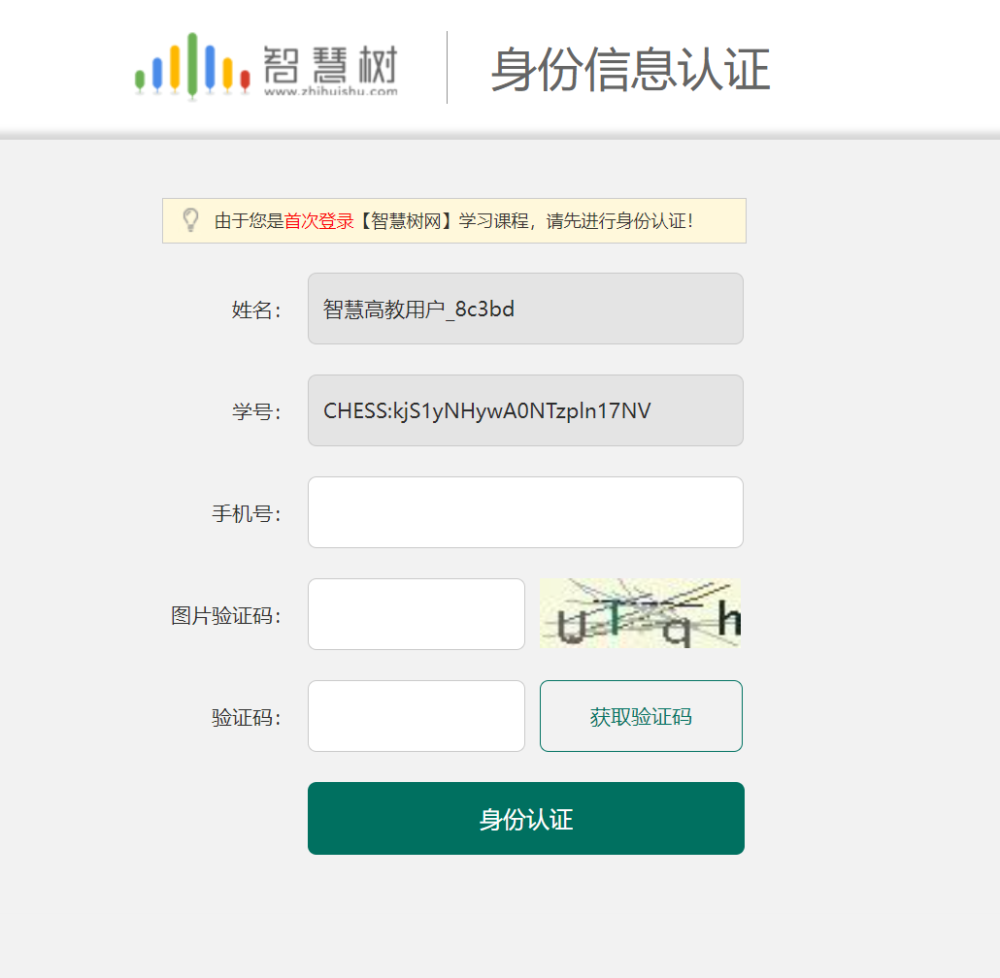 智慧树
www.zhihuishu.com
身份信息认证
由于您是首次登录【智慧树网】学习课程，请先进行身份认证！
姓名：
智慧高教用户_8c3bd
学号：
CHESS:kjS1yNHywA0NTzpln17NV
手机号：
图片验证码：
验证码：
获取验证码
身份认证